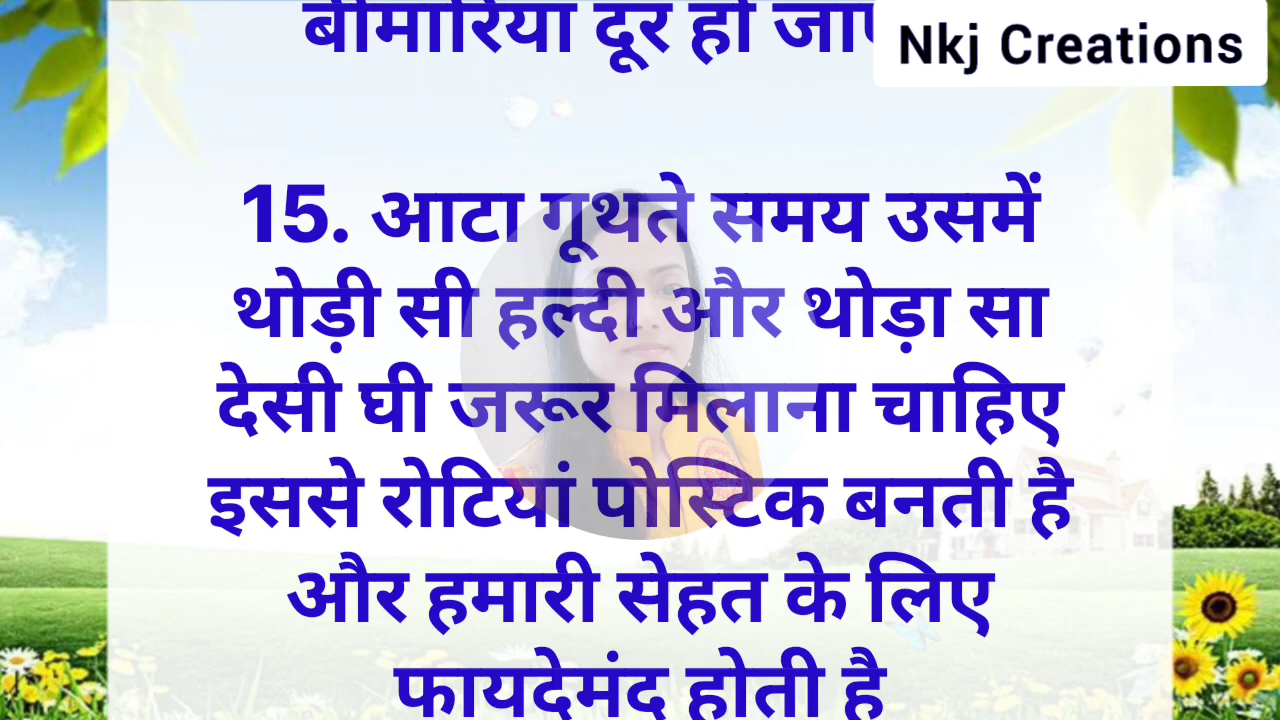 बीमारियां दूर हो
Nkj Creations
15. आटा गूथते समय उसमें
थोड़ी सी हल्दी और थोड़ा सा
देसी घी जरूर मिलाना चाहिए
इससे रोटियां पोस्टिक बनती है
और हमारी सेहत के लिए
फायदेमंद होती है